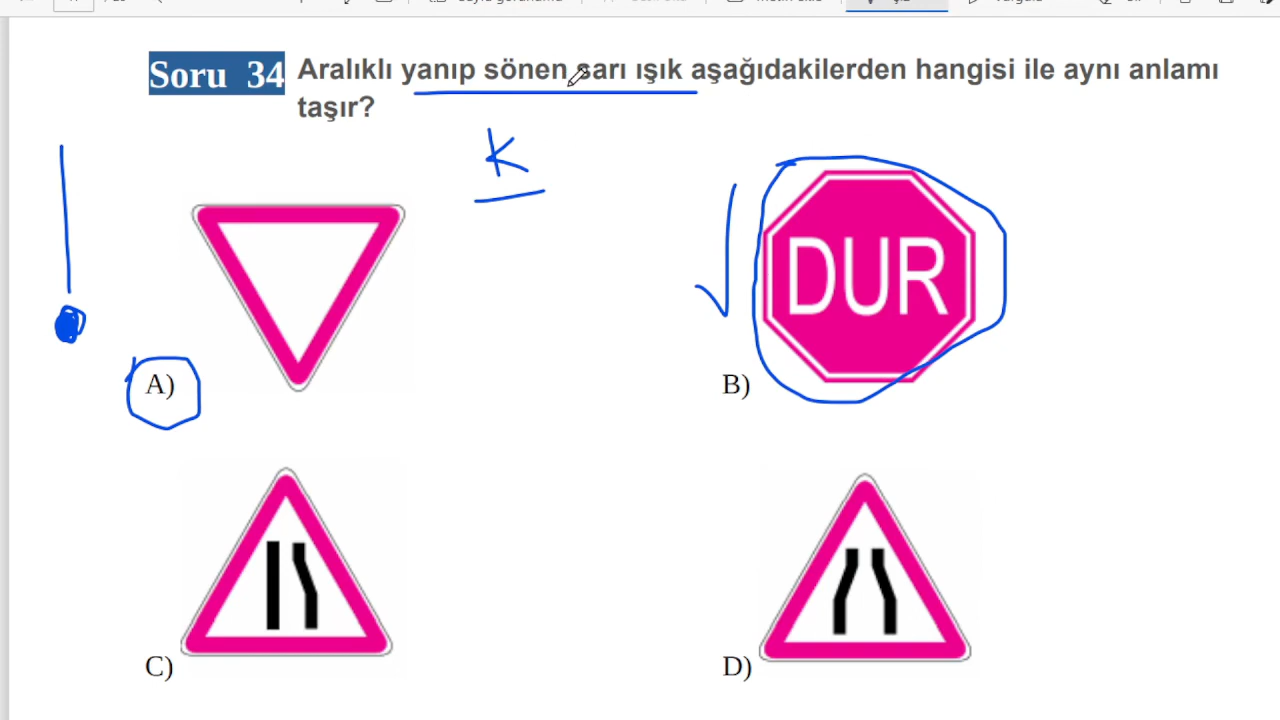 Soru 34 Aralıklı yanıp sönen sarı ışık aşağıdakilerden hangisi ile aynı anlamı
taşır?
K
DUR
A)
B)
C)
D)